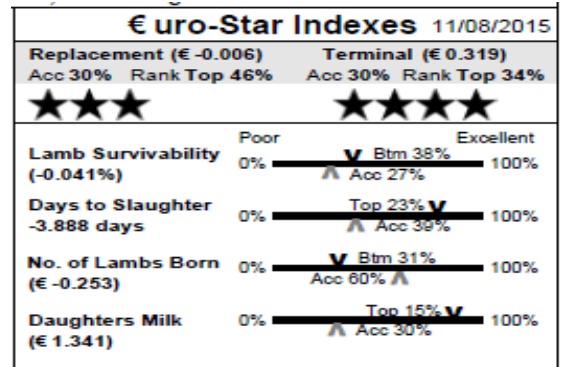 €uro-Star Indexes 11/08/2015
Replacement (€ -0.006) Terminal (€ 0.319)
Acc 30% Rank Top 46% Acc 30% Rank Top 34%
Poor Excellent
Lamb Survivability (-0.041%) 0% Btm 38% Acc 27% 100%
Days to Slaughter -3.888 days 0% Top 23% Acc 39% 100%
No. of Lambs Born (€ -0.253) 0% Btm 31% Acc 60% 100%
Daughters Milk (€ 1.341) 0% Top 15% Acc 30% 100%